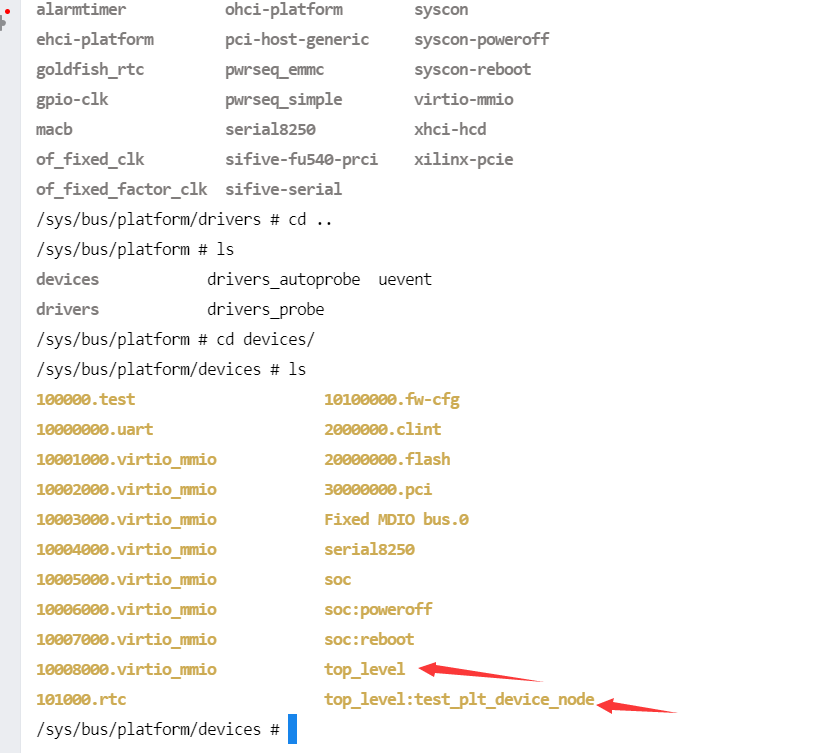 alarmtimer ohci-platform syscon
ehci-platform pci-host-generic syscon-poweroff
goldfish_rtc pwrseq_emmc syscon-reboot
gpio-clk pwrseq_simple virtio-mmio
macb serial8250 xhci-hcd
of_fixed_clk sifive-fu540-prci xilinx-pcie
of_fixed_factor_clk sifive-serial
/sys/bus/platform/drivers # cd ..
/sys/bus/platform # ls
devices drivers_autoprobe uevent
drivers drivers_probe
/sys/bus/platform # cd devices/
/sys/bus/platform/devices # ls
100000.test 10100000.fw-cfg
10000000.uart 2000000.clint
10001000.virtio_mmio 20000000.flash
10002000.virtio_mmio 30000000.pci
10003000.virtio_mmio Fixed MDIO bus.0
10004000.virtio_mmio serial8250
10005000.virtio_mmio soc
10006000.virtio_mmio soc:poweroff
10007000.virtio_mmio soc:reboot
10008000.virtio_mmio top_level
101000.rtc top_level:test_plt_device_node
/sys/bus/platform/devices #